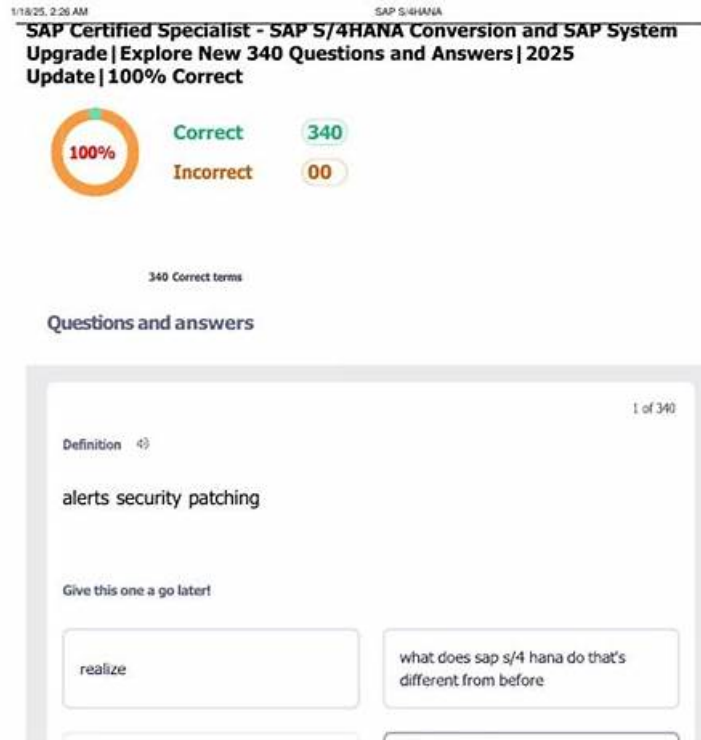 1/18/25, 2:26 AM SAP S/4HANA
SAP Certified Specialist - SAP S/4HANA Conversion and SAP System
Upgrade|Explore New 340 Questions and Answers|2025
Update|100% Correct
100%
Correct 340
Incorrect 00
340 Correct terms
Questions and answers
1 of 340
Definition
alerts security patching
Give this one a go later!
realize
what does sap s/4 hana do that's
different from before